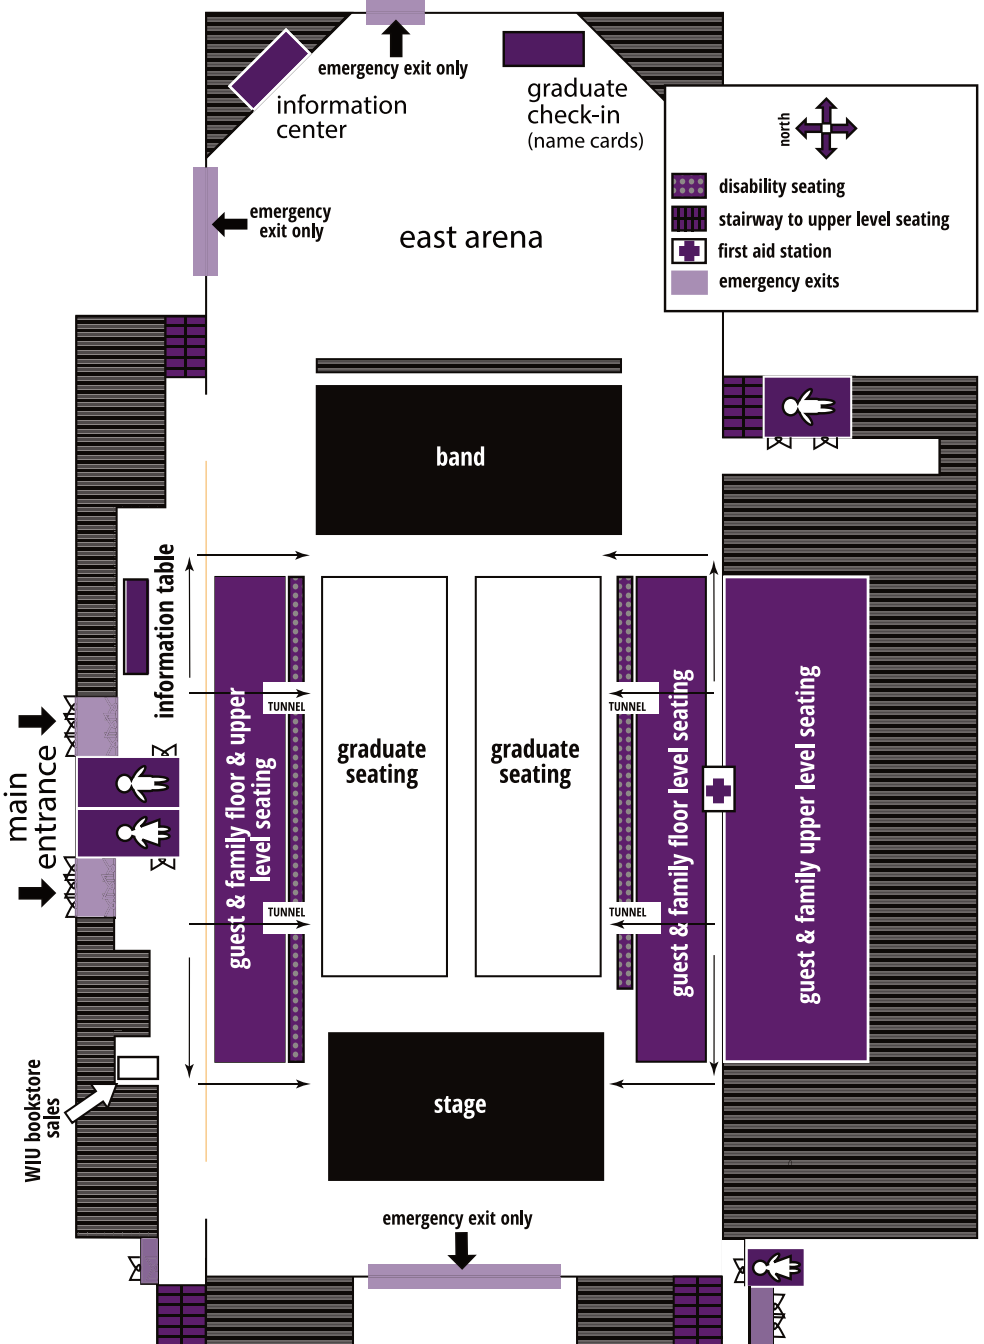 emergency exit only
information
center
graduate
check-in
(name cards)
north
disability seating
stairway to upper level seating
first aid station
emergency exits
emergency
exit only
east arena
band
information table
guest & family floor & upper
level seating
TUNNEL
TUNNEL
graduate
seating
graduate
seating
TUNNEL
TUNNEL
guest & family floor level seating
guest & family upper level seating
main
entrance
WIU bookstore
sales
stage
emergency exit only